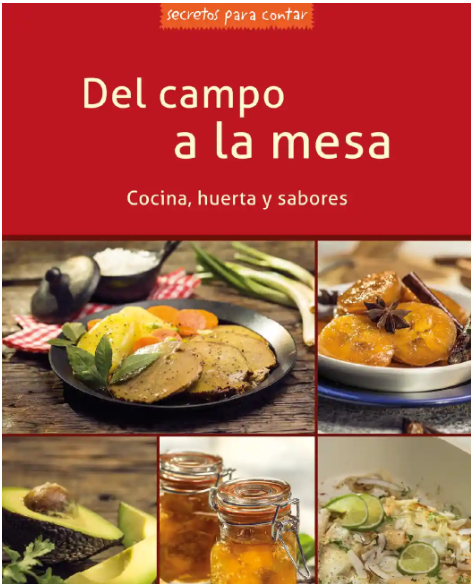 secretos para contar
Del campo
a la mesa
Cocina, huerta y sabores